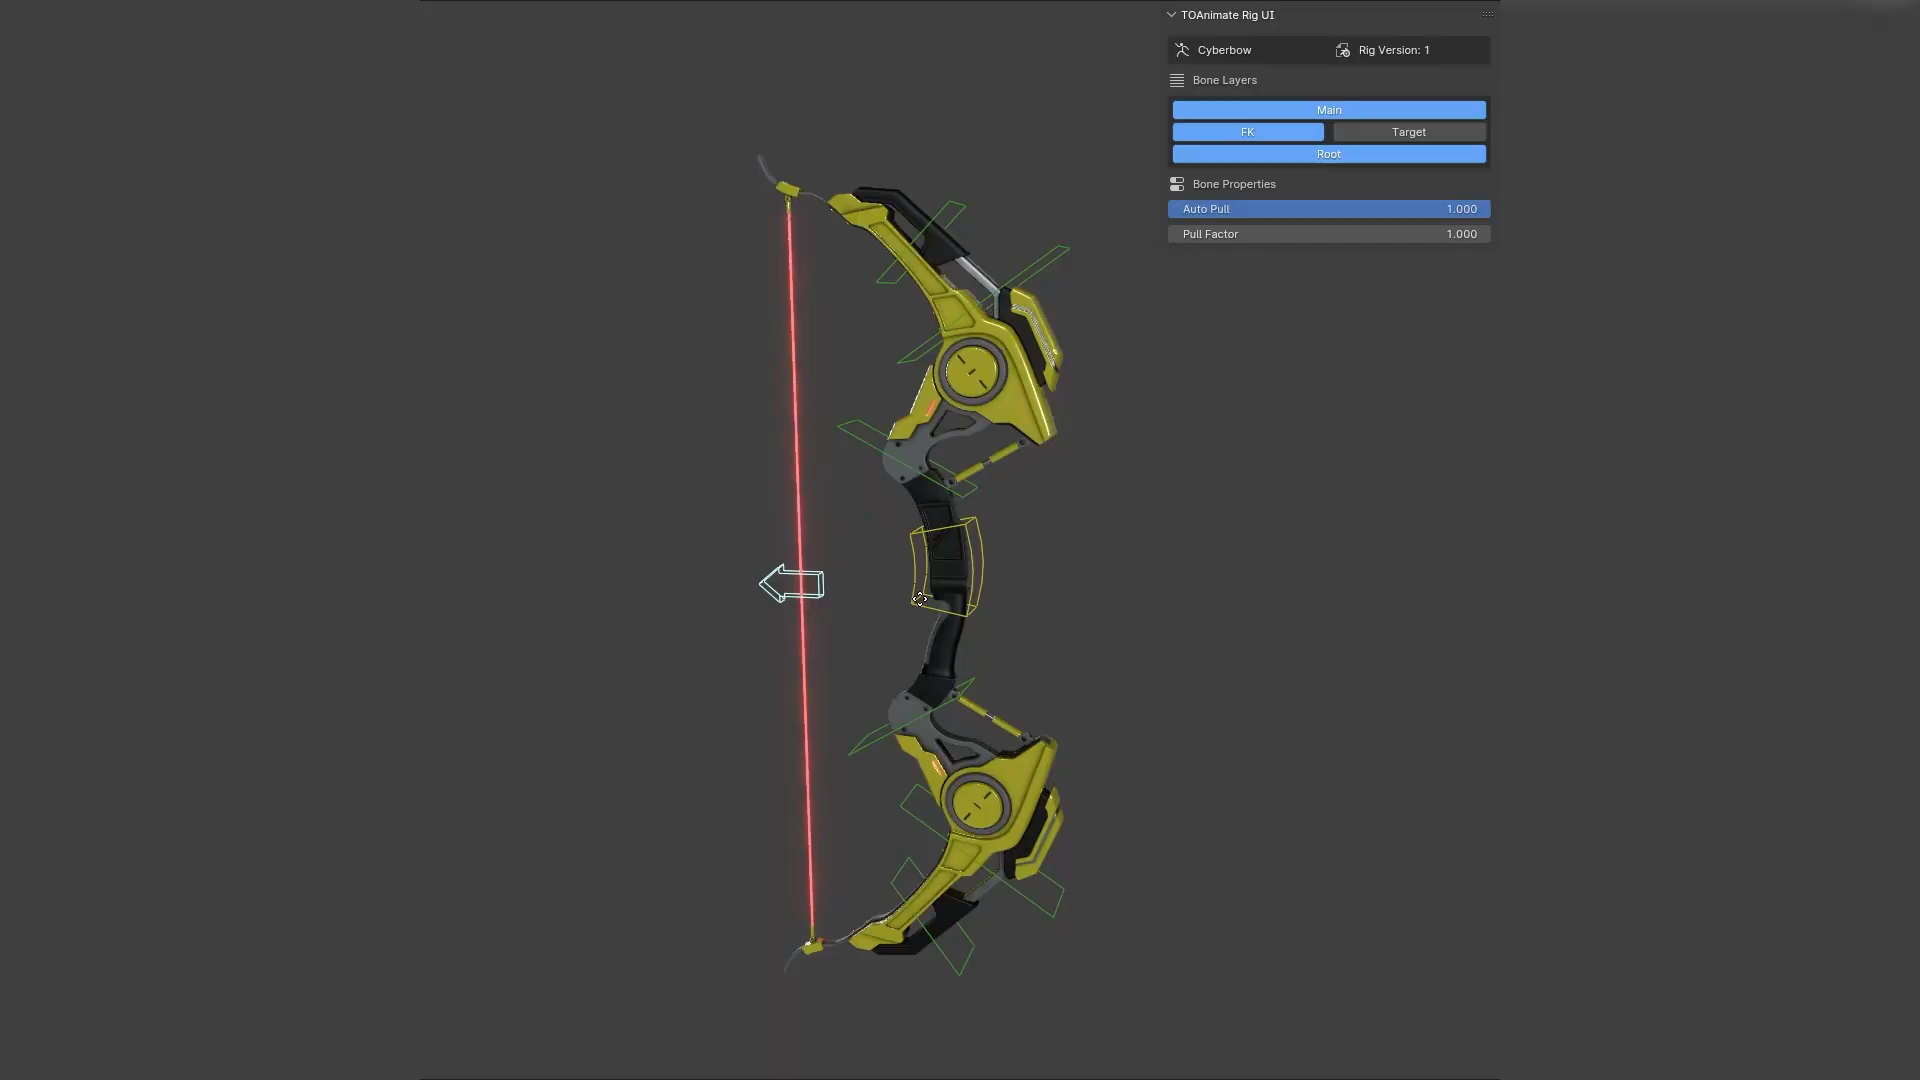 TOAnimate Rig UI
Cyberbow Rig Version: 1
Bone Layers
Main
FK Target
Root
Bone Properties
Auto Pull 1.000
Pull Factor 1.000